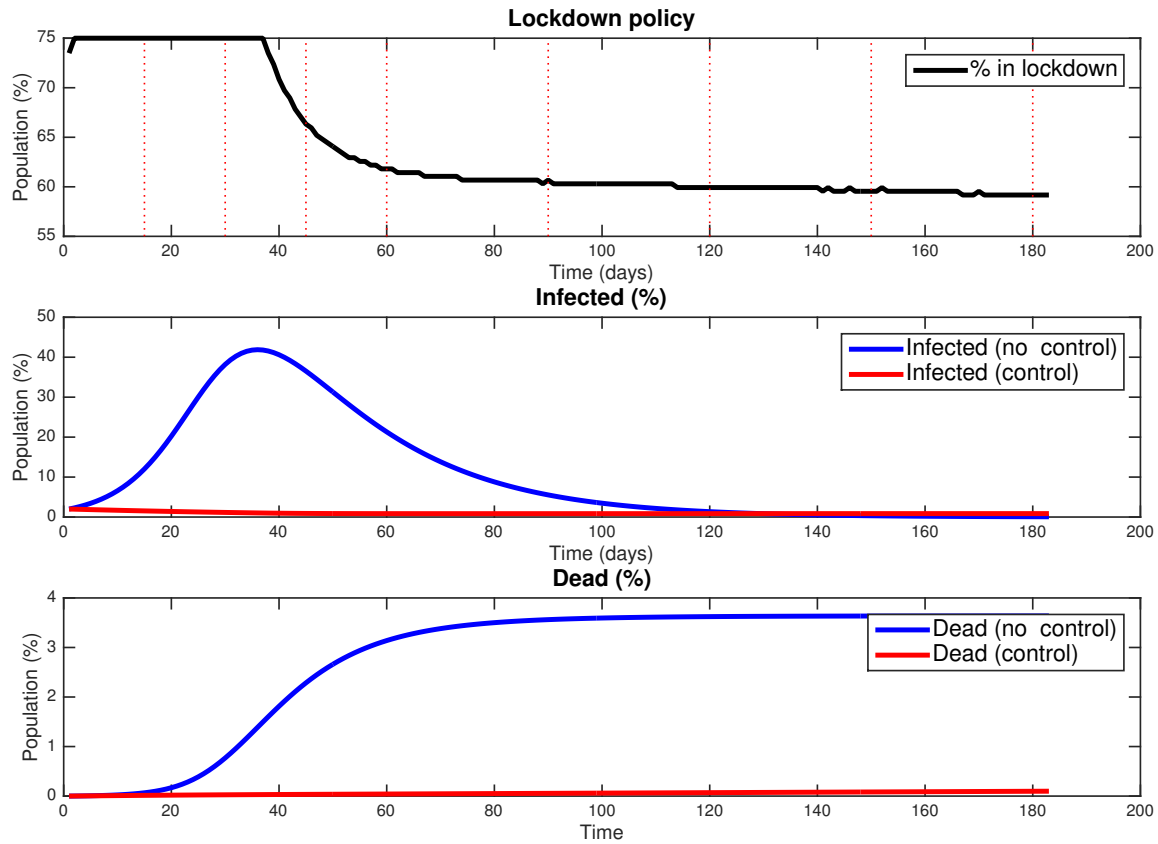 Lockdown policy
75
70
65
60
55
Population (%)
% in lockdown
0 20 40 60 80 100 120 140 160 180 200
Time (days)
Infected (%)
50
40
30
20
10
0
Population (%)
Infected (no control)
Infected (control)
0 20 40 60 80 100 120 140 160 180 200
Time (days)
Dead (%)
4
3
2
1
0
Population (%)
Dead (no control)
Dead (control)
0 20 40 60 80 100 120 140 160 180 200
Time